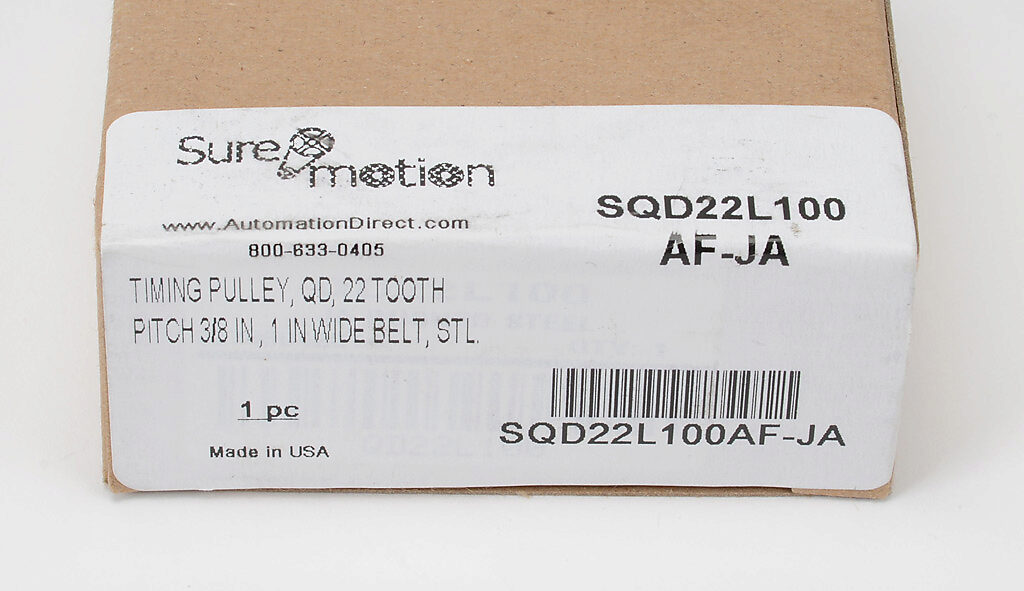 Sure motion
www.AutomationDirect.com
800-633-0405
SQD22L100
AF-JA
TIMING PULLEY, QD, 22 TOOTH
PITCH 3/8 IN, 1 IN WIDE BELT, STL.
1 pc
Made in USA
SQD22L100AF-JA